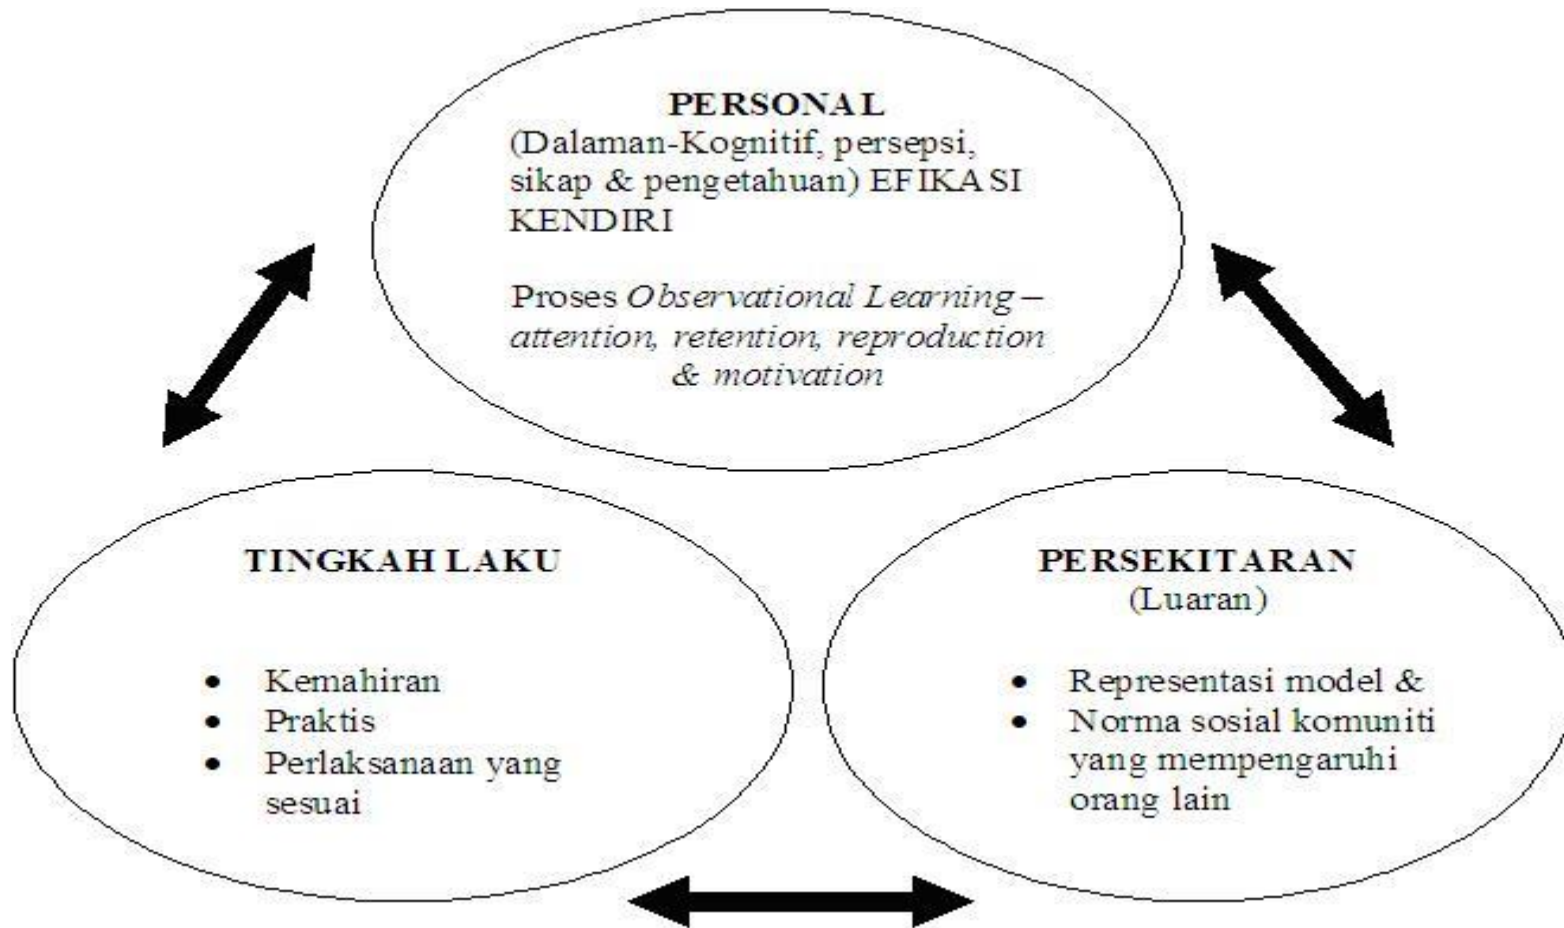 PERSONAL
(Dalaman-Kognitif, persepsi,
sikap & pengetahuan) EFIKASI
KENDIRI
Proses Observational Learning –
attention, retention, reproduction
& motivation
TINGKAH LAKU
• Kemahiran
• Praktis
• Perlaksanaan yang
sesuai
PERSEKITARAN
(Luaran)
• Representasi model &
• Norma sosial komuniti
yang mempengaruhi
orang lain